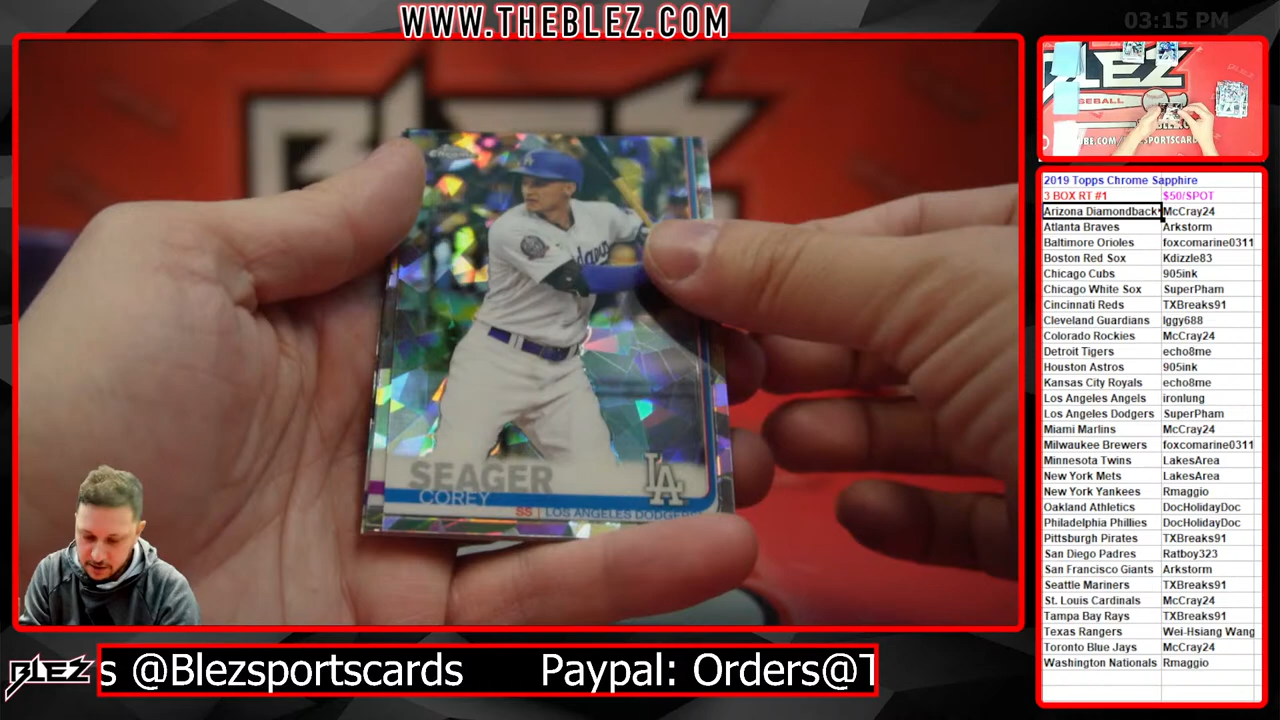 WWW.THEBLEZ.COM
03:15 PM
BLEZ
SEAGER
COREY
LA
SS | LOS ANGELES DODGERS
2019 Topps Chrome Sapphire
3 BOX RT #1 $50/SPOT
Arizona Diamondback McCray24
Atlanta Braves Arkstorm
Baltimore Orioles foxcomarine0311
Boston Red Sox Kdizzle83
Chicago Cubs 905ink
Chicago White Sox SuperPham
Cincinnati Reds TXBreaks91
Cleveland Guardians Iggy688
Colorado Rockies McCray24
Detroit Tigers echo8me
Houston Astros 905ink
Kansas City Royals echo8me
Los Angeles Angels ironlung
Los Angeles Dodgers SuperPham
Miami Marlins McCray24
Milwaukee Brewers foxcomarine0311
Minnesota Twins LakesArea
New York Mets LakesArea
New York Yankees Rmaggio
Oakland Athletics DocHolidayDoc
Philadelphia Phillies DocHolidayDoc
Pittsburgh Pirates TXBreaks91
San Diego Padres Ratboy323
San Francisco Giants Arkstorm
Seattle Mariners TXBreaks91
St. Louis Cardinals McCray24
Tampa Bay Rays TXBreaks91
Texas Rangers Wei-Hsiang Wang
Toronto Blue Jays McCray24
Washington Nationals Rmaggio
BLEZ
s @Blezsportscards Paypal: Orders@T